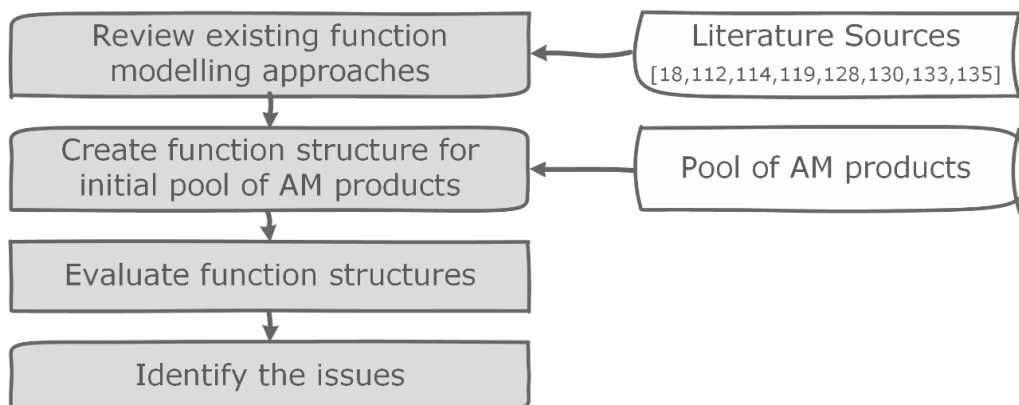 Review existing function
modelling approaches
Literature Sources
[18,112,114,119,128,130,133,135]
Create function structure for
initial pool of AM products
Pool of AM products
Evaluate function structures
Identify the issues